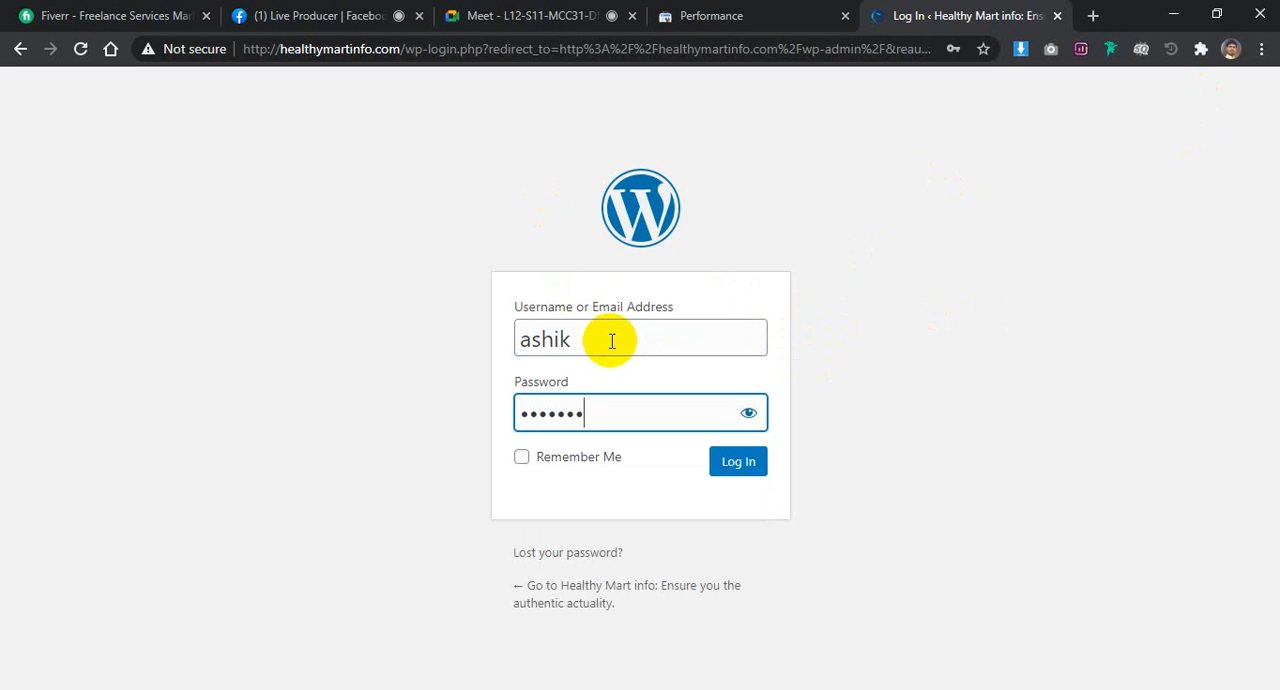 Fiverr - Freelance Services Mar
(1) Live Producer | Facebo
Meet - L12-S11-MCC31-D
Performance
Log In ‹ Healthy Mart info: Ens
Not secure
http://healthymartinfo.com/wp-login.php?redirect_to=http%3A%2F%2Fhealthymartinfo.com%2Fwp-admin%2F&reau...
Username or Email Address
ashik
Password
•••••••
Remember Me
Log In
Lost your password?
← Go to Healthy Mart info: Ensure you the
authentic actuality.